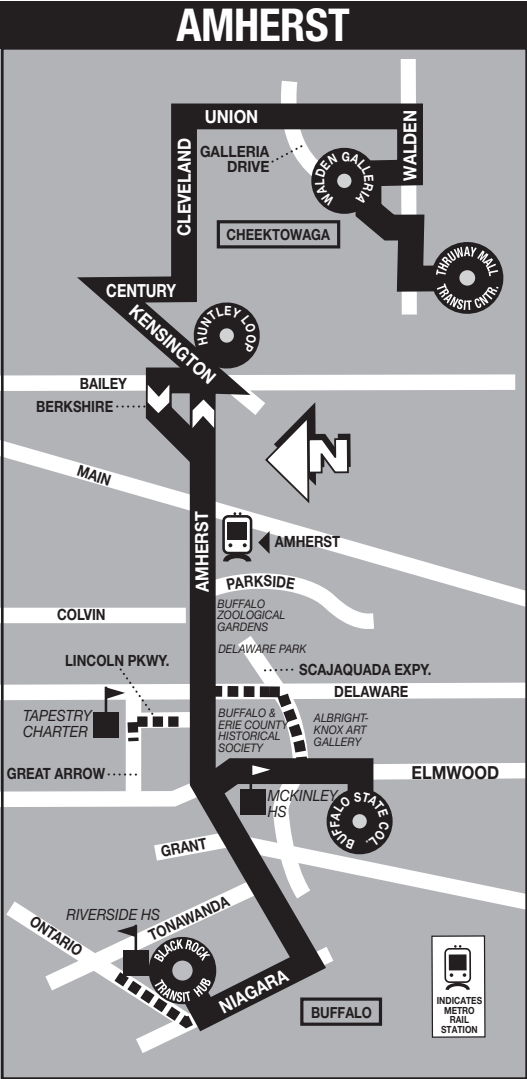 AMHERST
UNION
GALLERIA
DRIVE
WALDEN
WALDEN GALLERIA
CLEVELAND
CHEEKTOWAGA
THRUWAY MALL
TRANSIT CNTR.
CENTURY
KENSINGTON
HUNTLEY LOOP
BAILEY
BERKSHIRE
N
MAIN
AMHERST
AMHERST
PARKSIDE
BUFFALO
ZOOLOGICAL
GARDENS
COLVIN
DELAWARE PARK
LINCOLN PKWY.
SCAJAQUADA EXPY.
DELAWARE
TAPESTRY
CHARTER
BUFFALO &
ERIE COUNTY
HISTORICAL
SOCIETY
ALBRIGHT-
KNOX ART
GALLERY
GREAT ARROW
ELMWOOD
MCKINLEY
HS
BUFFALO STATE COL.
GRANT
RIVERSIDE HS
TONAWANDA
ONTARIO
BLACK ROCK
TRANSIT HUB
NIAGARA
BUFFALO
INDICATES
METRO
RAIL
STATION